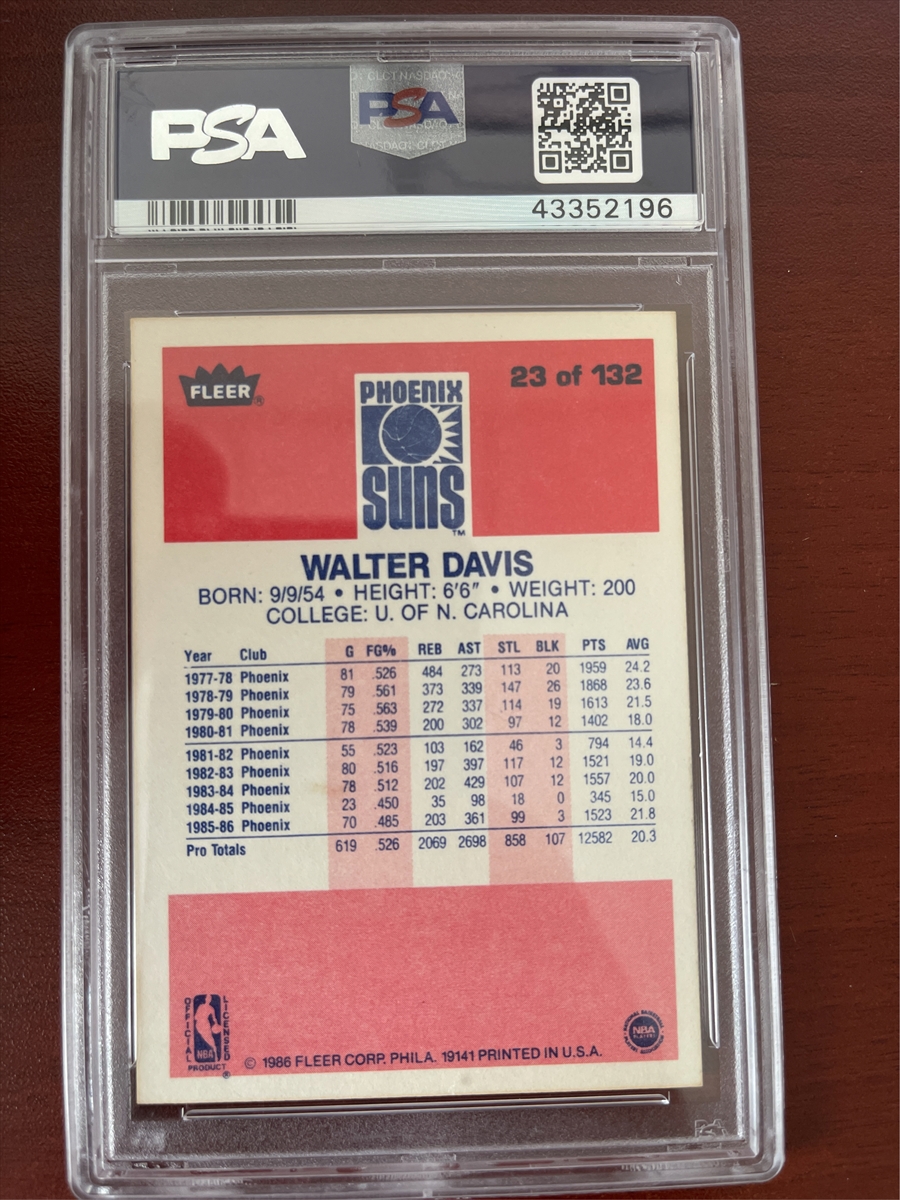 PSA
PSA
43352196
FLEER®
23 of 132
PHOENIX
SUNS™
WALTER DAVIS
BORN: 9/9/54 • HEIGHT: 6'6" • WEIGHT: 200
COLLEGE: U. OF N. CAROLINA
Year Club G FG% REB AST STL BLK PTS AVG
1977-78 Phoenix 81 .526 484 273 113 20 1959 24.2
1978-79 Phoenix 79 .561 373 339 147 26 1868 23.6
1979-80 Phoenix 75 .563 272 337 114 19 1613 21.5
1980-81 Phoenix 78 .539 200 302 97 12 1402 18.0
1981-82 Phoenix 55 .523 103 162 46 3 794 14.4
1982-83 Phoenix 80 .516 197 397 117 12 1521 19.0
1983-84 Phoenix 78 .512 202 429 107 12 1557 20.0
1984-85 Phoenix 23 .450 35 98 18 0 345 15.0
1985-86 Phoenix 70 .485 203 361 99 3 1523 21.8
Pro Totals 619 .526 2069 2698 858 107 12582 20.3
OFFICIAL LICENSED
NBA
PRODUCT®
© 1986 FLEER CORP. PHILA. 19141 PRINTED IN U.S.A.
NBA
PLAYERS